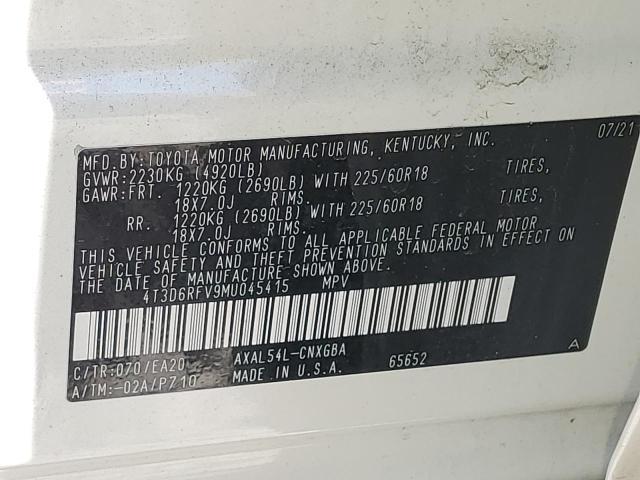 MFD. BY: TOYOTA MOTOR MANUFACTURING, KENTUCKY, INC. 07/21
GVWR: 2230KG (4920LB)
GAWR: FRT. 1220KG (2690LB) WITH 225/60R18 TIRES,
18X7.0J RIMS.
RR. 1220KG (2690LB) WITH 225/60R18 TIRES,
18X7.0J RIMS.
THIS VEHICLE CONFORMS TO ALL APPLICABLE FEDERAL MOTOR
VEHICLE SAFETY AND THEFT PREVENTION STANDARDS IN EFFECT ON
THE DATE OF MANUFACTURE SHOWN ABOVE.
4T3D6RFV9MU045415 MPV
C/TR: 070/EA20 AXAL54L-CNXGBA 65652 A
A/TM: -02A/P710 MADE IN U.S.A.